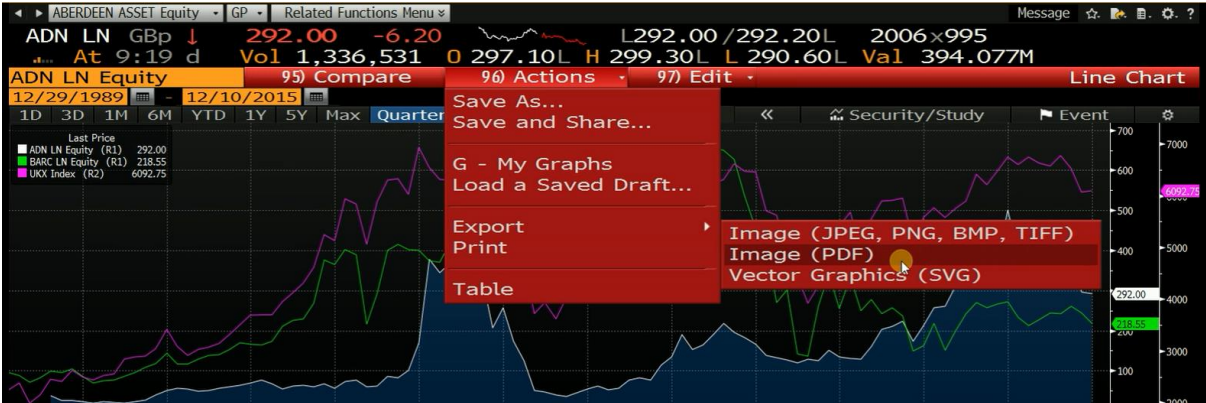 ABERDEEN ASSET Equity GP Related Functions Menu Message
ADN LN GBp ↓ 292.00 -6.20 L292.00/292.20L 2006×995
At 9:19 d Vol 1,336,531 O 297.10L H 299.30L L 290.60L Val 394.077M
ADN LN Equity 95) Compare 96) Actions 97) Edit Line Chart
12/29/1989 - 12/10/2015
1D 3D 1M 6M YTD 1Y 5Y Max Quarter « Security/Study Event
Last Price
ADN LN Equity (R1) 292.00
BARC LN Equity (R1) 218.55
UKX Index (R2) 6092.75
Save As...
Save and Share...
G - My Graphs
Load a Saved Draft...
Export
Print
Table
Image (JPEG, PNG, BMP, TIFF)
Image (PDF)
Vector Graphics (SVG)
700
600
500
400
292.00
218.55
200
100
7000
6092.75
5000
4000
3000
2000